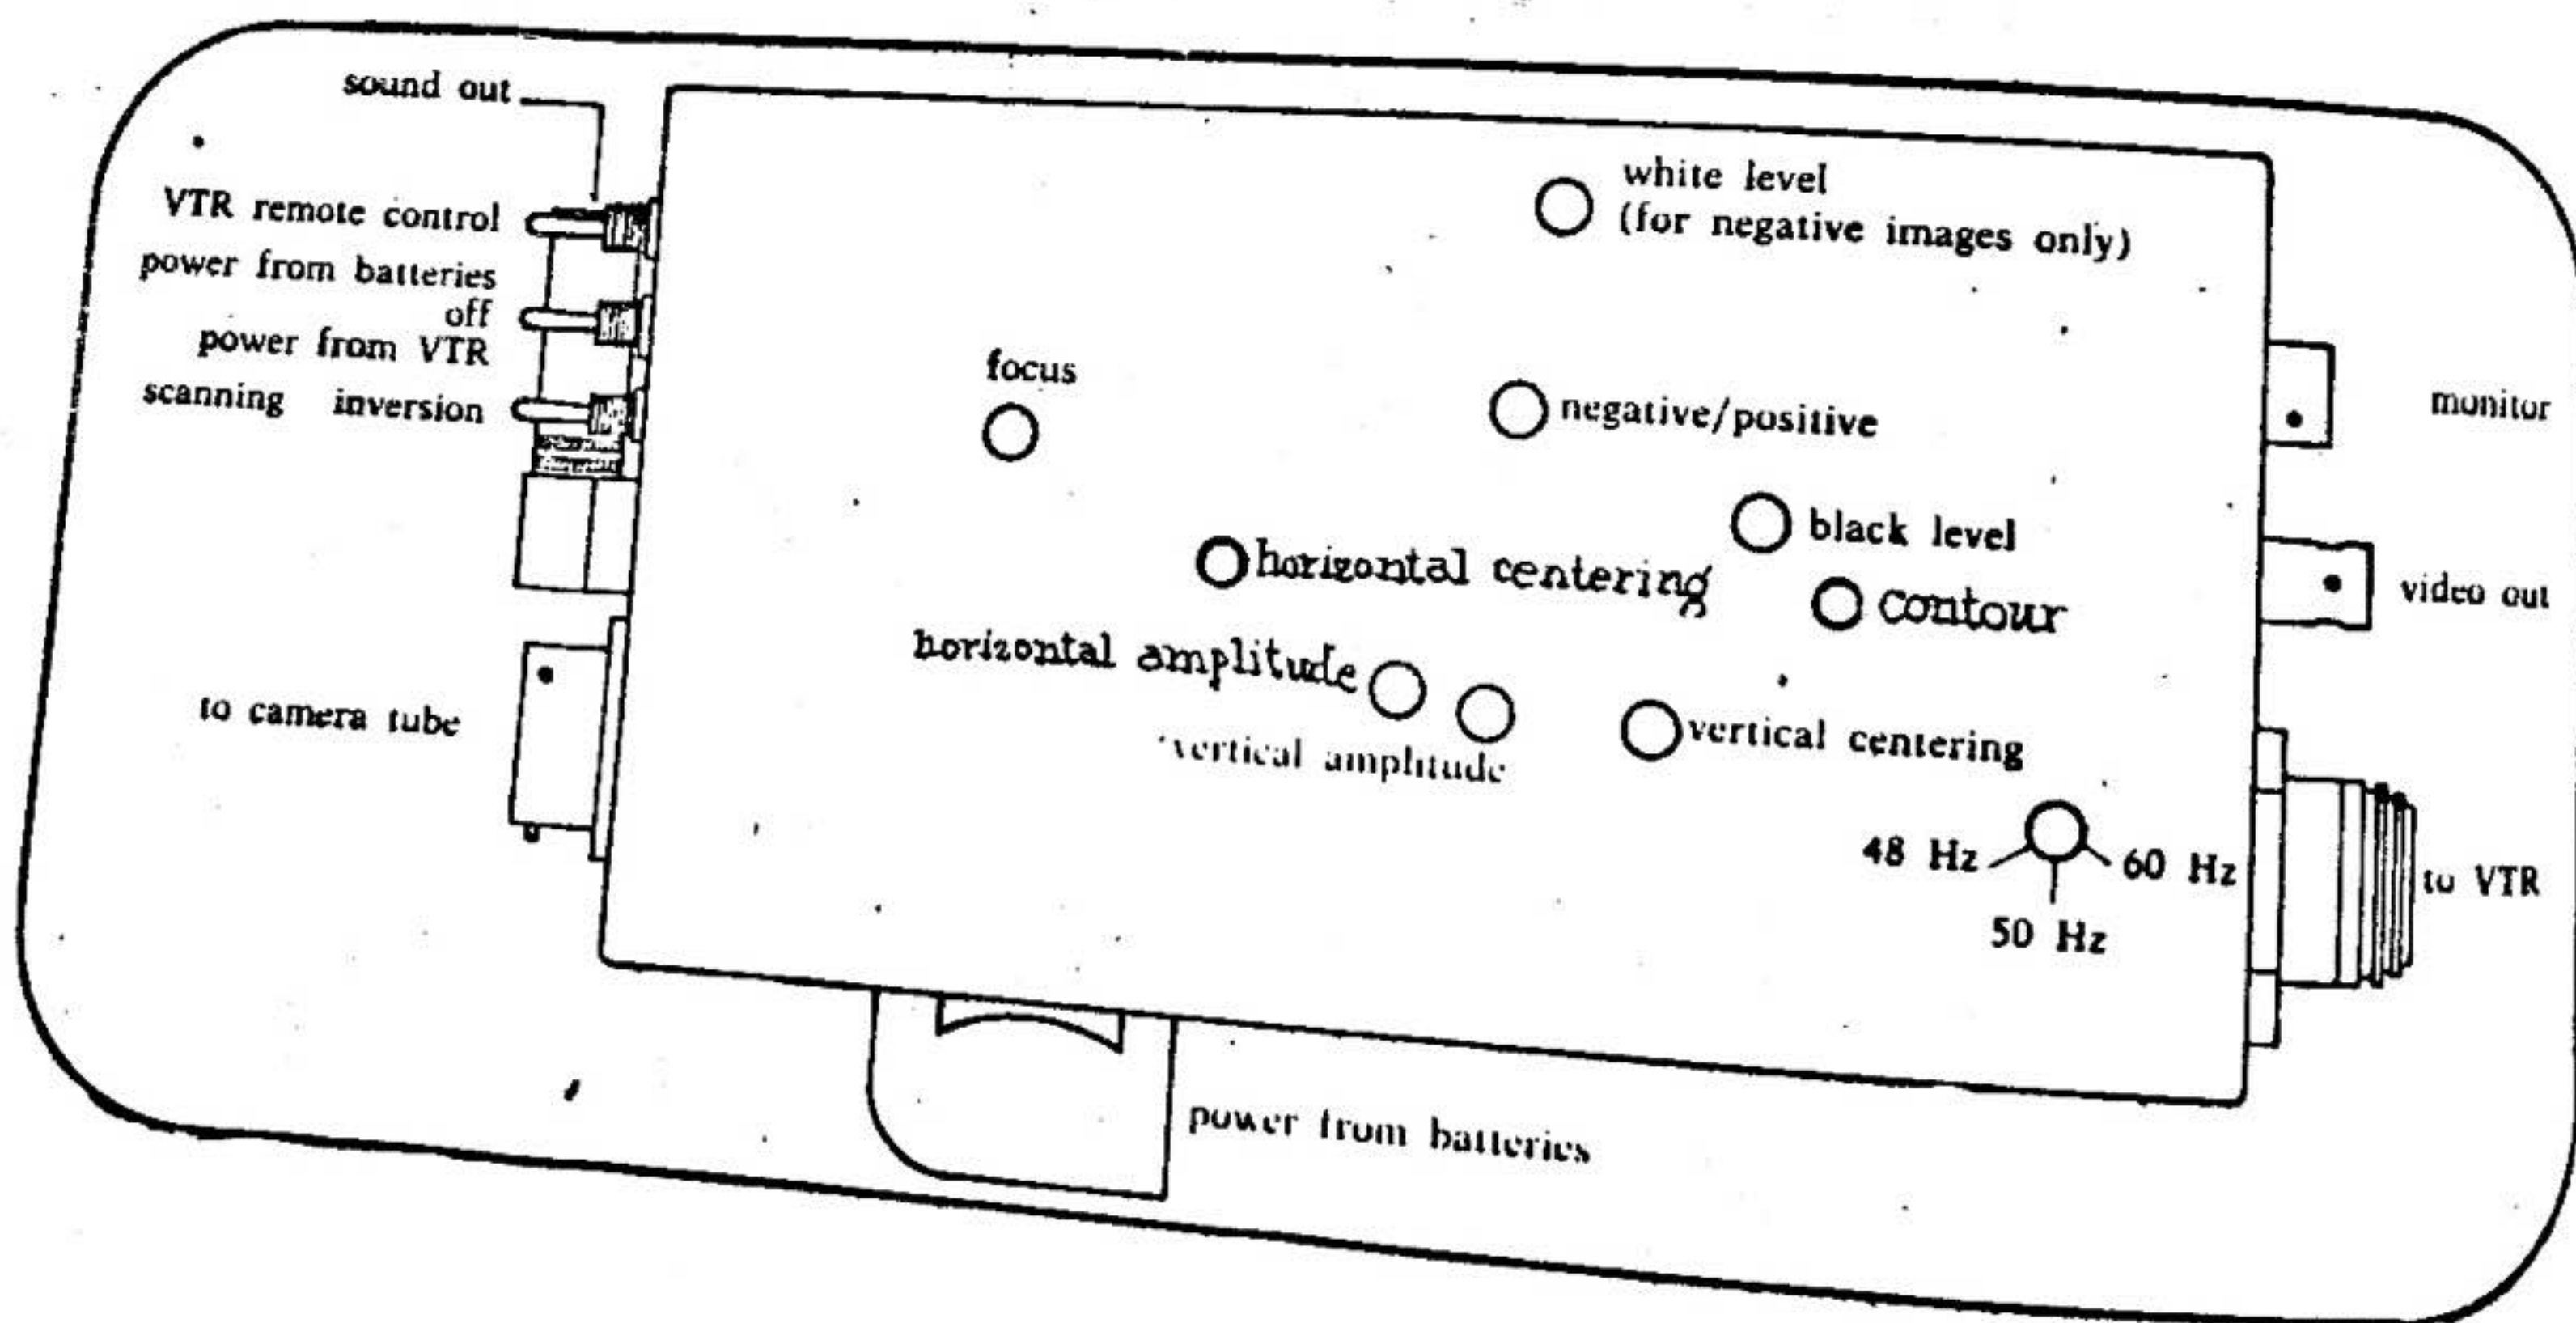 sound out
VTR remote control
power from batteries
off
power from VTR
scanning inversion
to camera tube
white level
(for negative images only)
focus
negative/positive
black level
horizontal centering
contour
horizontal amplitude
vertical amplitude
vertical centering
48 Hz
60 Hz
50 Hz
monitor
video out
to VTR
power from batteries